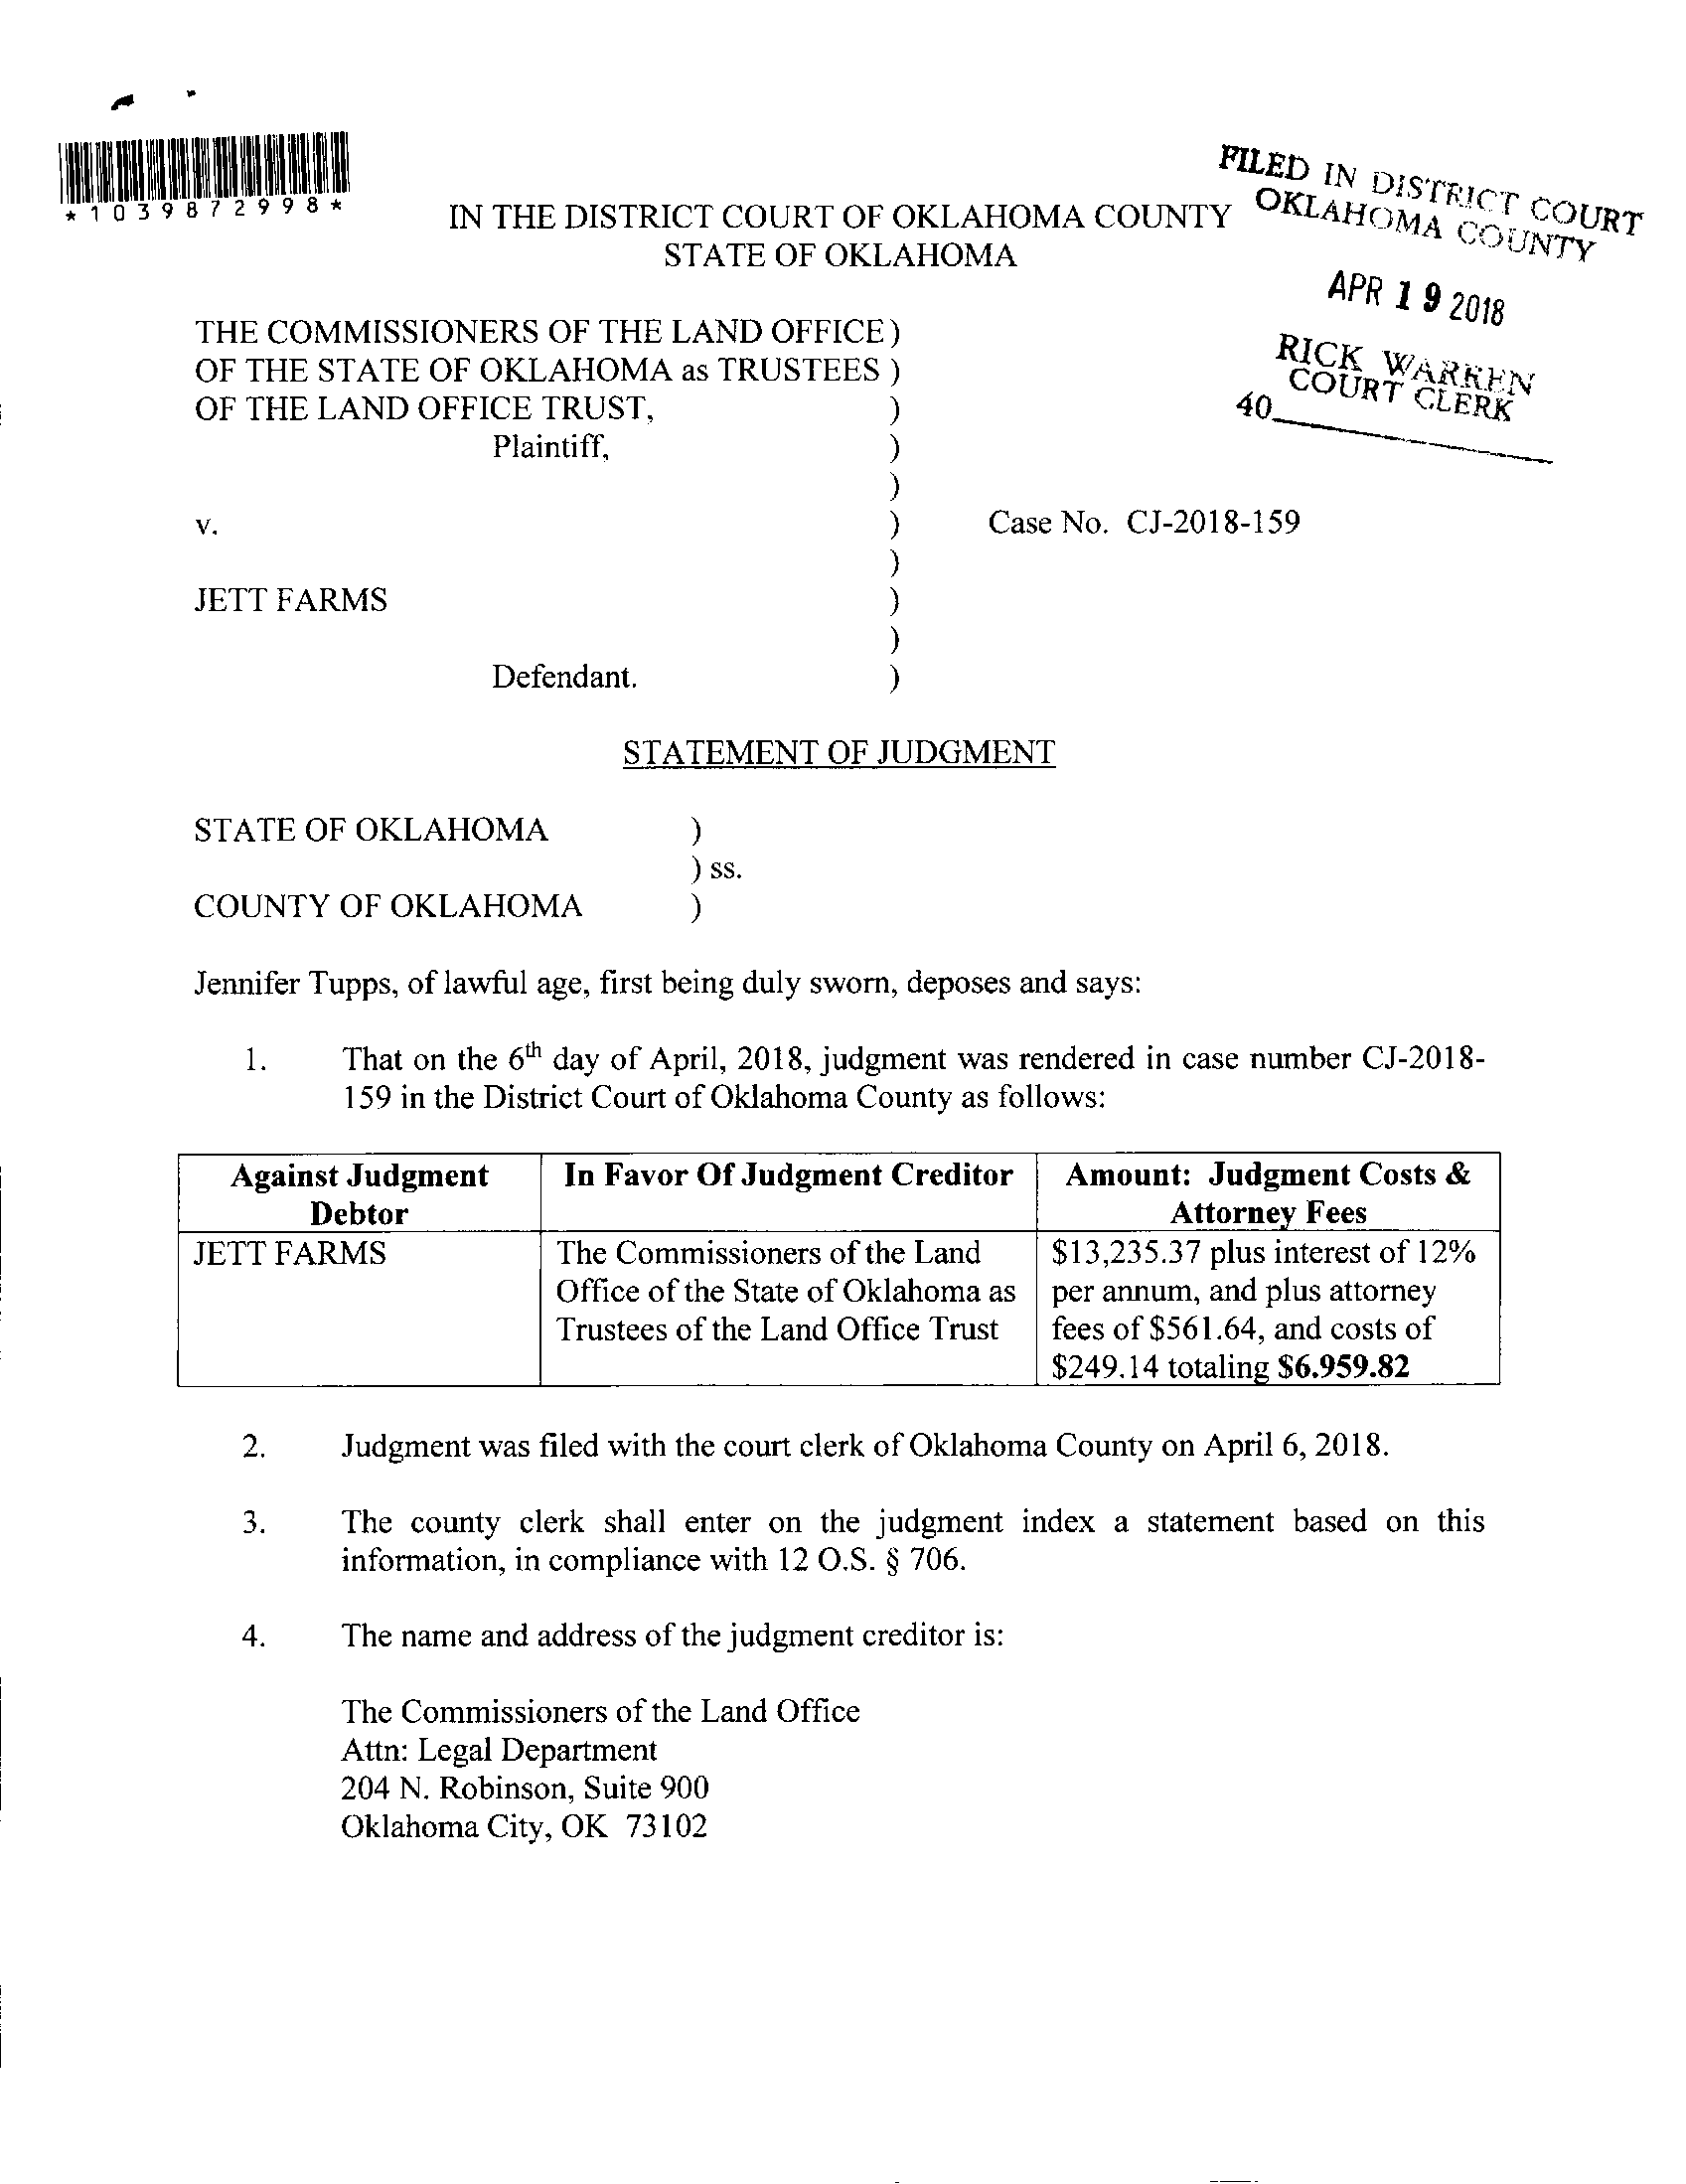 *1039872998*
FILED IN DISTRICT COURT
OKLAHOMA COUNTY
APR 19 2018
RICK WARREN
COURT CLERK
40
IN THE DISTRICT COURT OF OKLAHOMA COUNTY
STATE OF OKLAHOMA
THE COMMISSIONERS OF THE LAND OFFICE )
OF THE STATE OF OKLAHOMA as TRUSTEES )
OF THE LAND OFFICE TRUST, )
Plaintiff, )
)
v. ) Case No. CJ-2018-159
)
JETT FARMS )
)
Defendant. )
STATEMENT OF JUDGMENT
STATE OF OKLAHOMA )
) ss.
COUNTY OF OKLAHOMA )
Jennifer Tupps, of lawful age, first being duly sworn, deposes and says:
1. That on the 6th day of April, 2018, judgment was rendered in case number CJ-2018-
159 in the District Court of Oklahoma County as follows:
Against Judgment
Debtor
In Favor Of Judgment Creditor
Amount: Judgment Costs &
Attorney Fees
JETT FARMS
The Commissioners of the Land
Office of the State of Oklahoma as
Trustees of the Land Office Trust
$13,235.37 plus interest of 12%
per annum, and plus attorney
fees of $561.64, and costs of
$249.14 totaling $6.959.82
2. Judgment was filed with the court clerk of Oklahoma County on April 6, 2018.
3. The county clerk shall enter on the judgment index a statement based on this
information, in compliance with 12 O.S. § 706.
4. The name and address of the judgment creditor is:
The Commissioners of the Land Office
Attn: Legal Department
204 N. Robinson, Suite 900
Oklahoma City, OK 73102